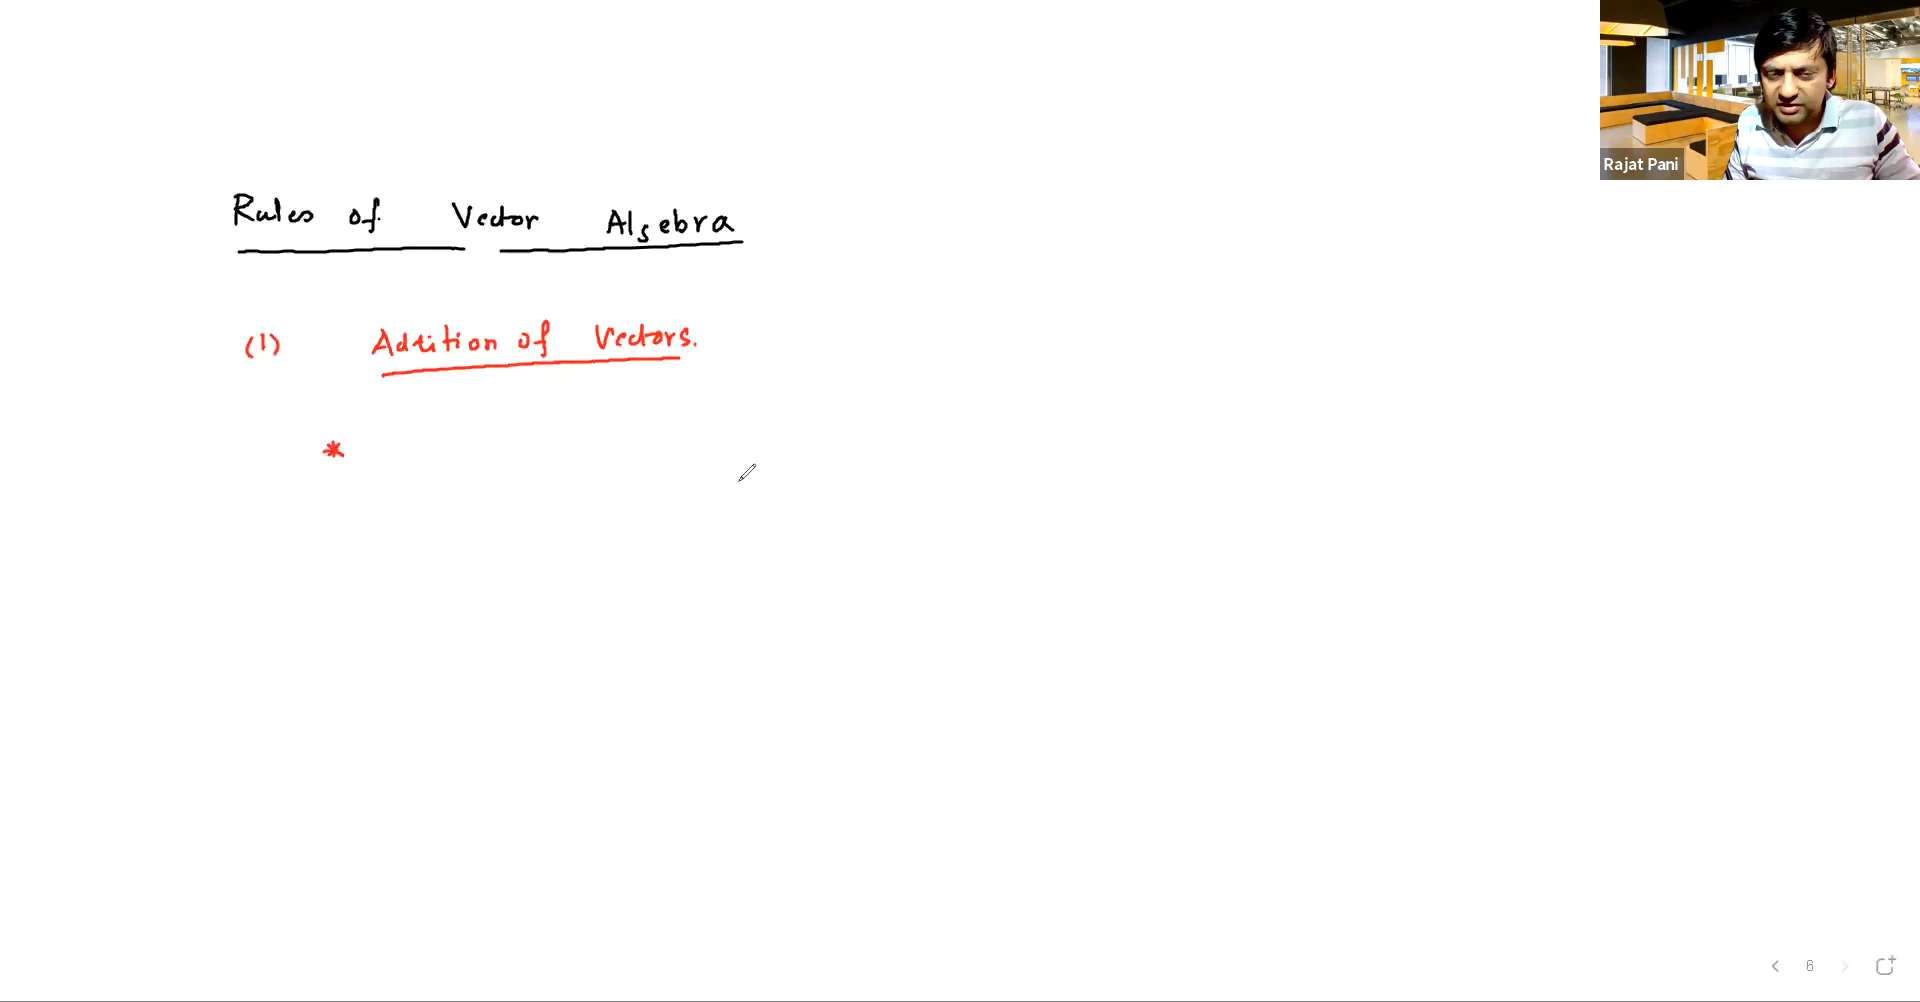 Rajat Pani
Rules of Vector Algebra
(1) Addition of Vectors.
*
6